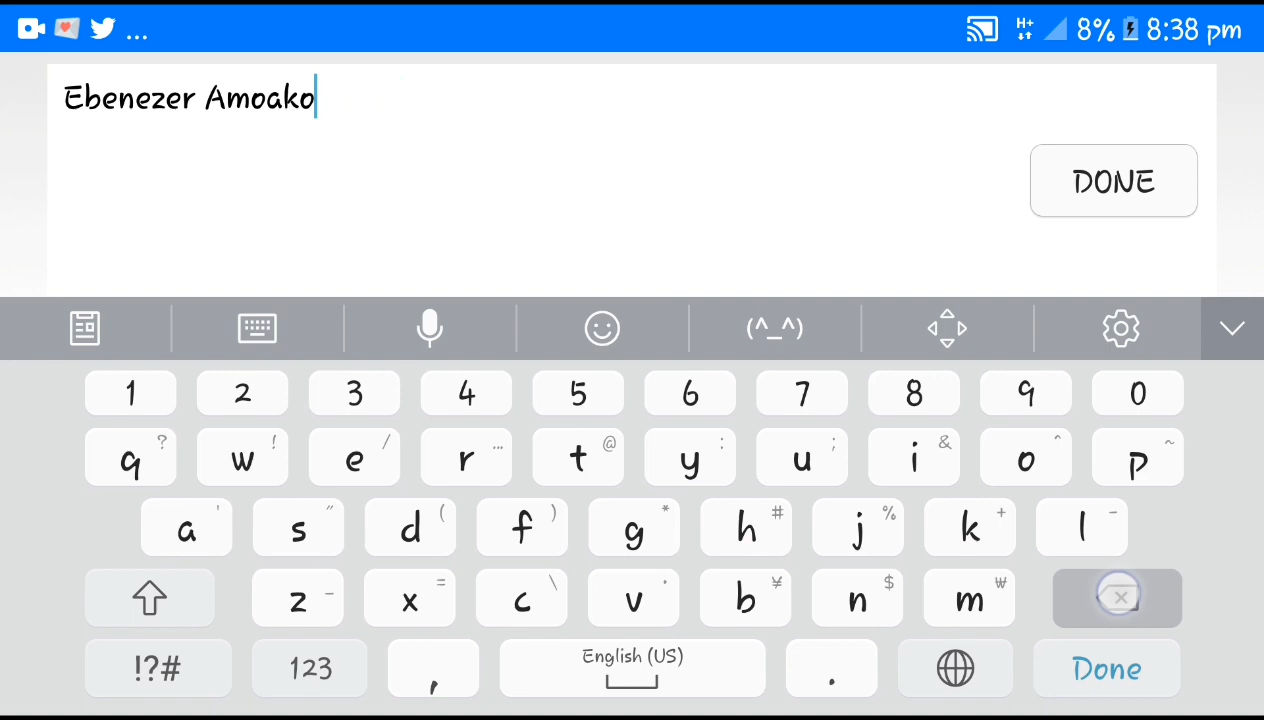 ... H+ 8% 8:38 pm
Ebenezer Amoako
DONE
(^_^)
1 2 3 4 5 6 7 8 9 0
q ? w ! e / r ... t @ y : u ; i & o ^ p ~
a ' s " d ( f ) g * h # j % k + l -
z _ x = c \ v · b ¥ n $ m ₩
!?# 123 , English (US) . Done